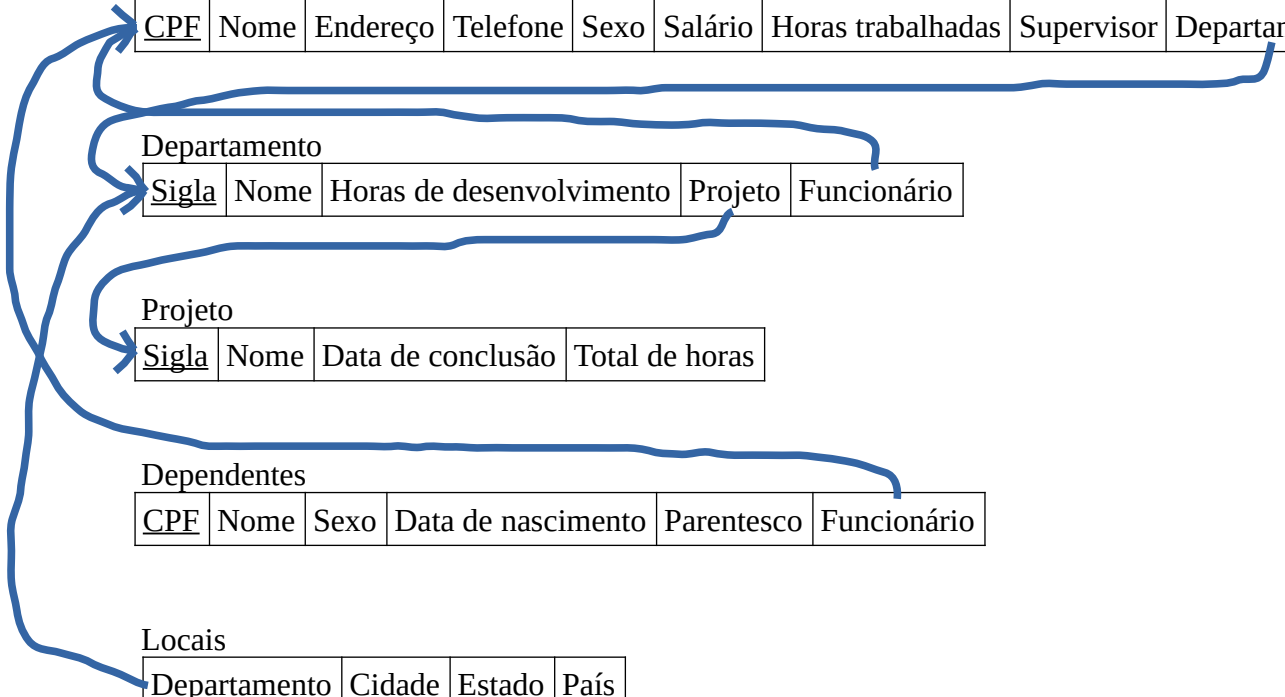 CPF Nome Endereço Telefone Sexo Salário Horas trabalhadas Supervisor
Departamento
Sigla Nome Horas de desenvolvimento Projeto Funcionário
Projeto
Sigla Nome Data de conclusão Total de horas
Dependentes
CPF Nome Sexo Data de nascimento Parentesco Funcionário
Locais
Departamento Cidade Estado País